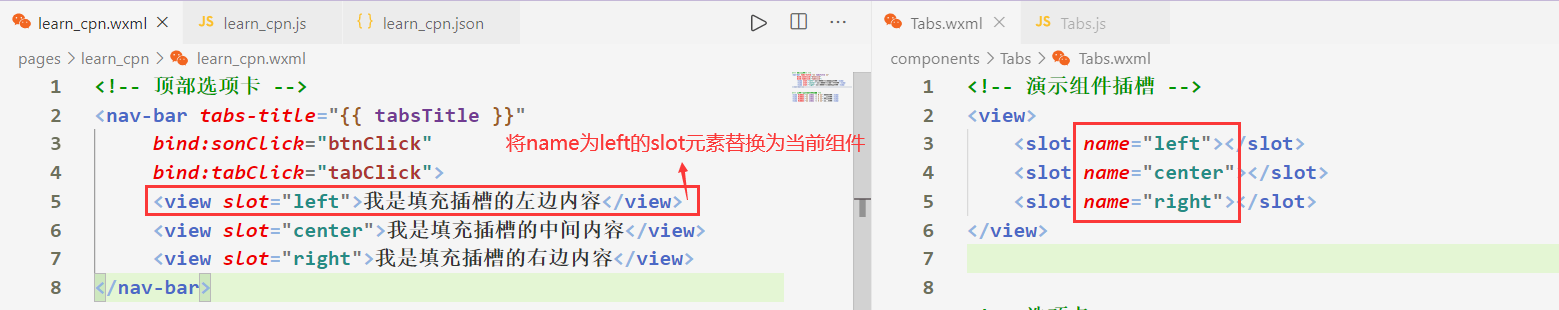 learn_cpn.wxml × JS learn_cpn.js { } learn_cpn.json ···
pages > learn_cpn > learn_cpn.wxml
1 <!-- 顶部选项卡 -->
2 <nav-bar tabs-title="{{ tabsTitle }}"
3 bind:sonClick="btnClick"
4 bind:tabClick="tabClick">
5 <view slot="left">我是填充插槽的左边内容</view>
6 <view slot="center">我是填充插槽的中间内容</view>
7 <view slot="right">我是填充插槽的右边内容</view>
8 </nav-bar>
将name为left的slot元素替换为当前组件
Tabs.wxml × JS Tabs.js
components > Tabs > Tabs.wxml
1 <!-- 演示组件插槽 -->
2 <view>
3 <slot name="left"></slot>
4 <slot name="center"></slot>
5 <slot name="right"></slot>
6 </view>
7
8